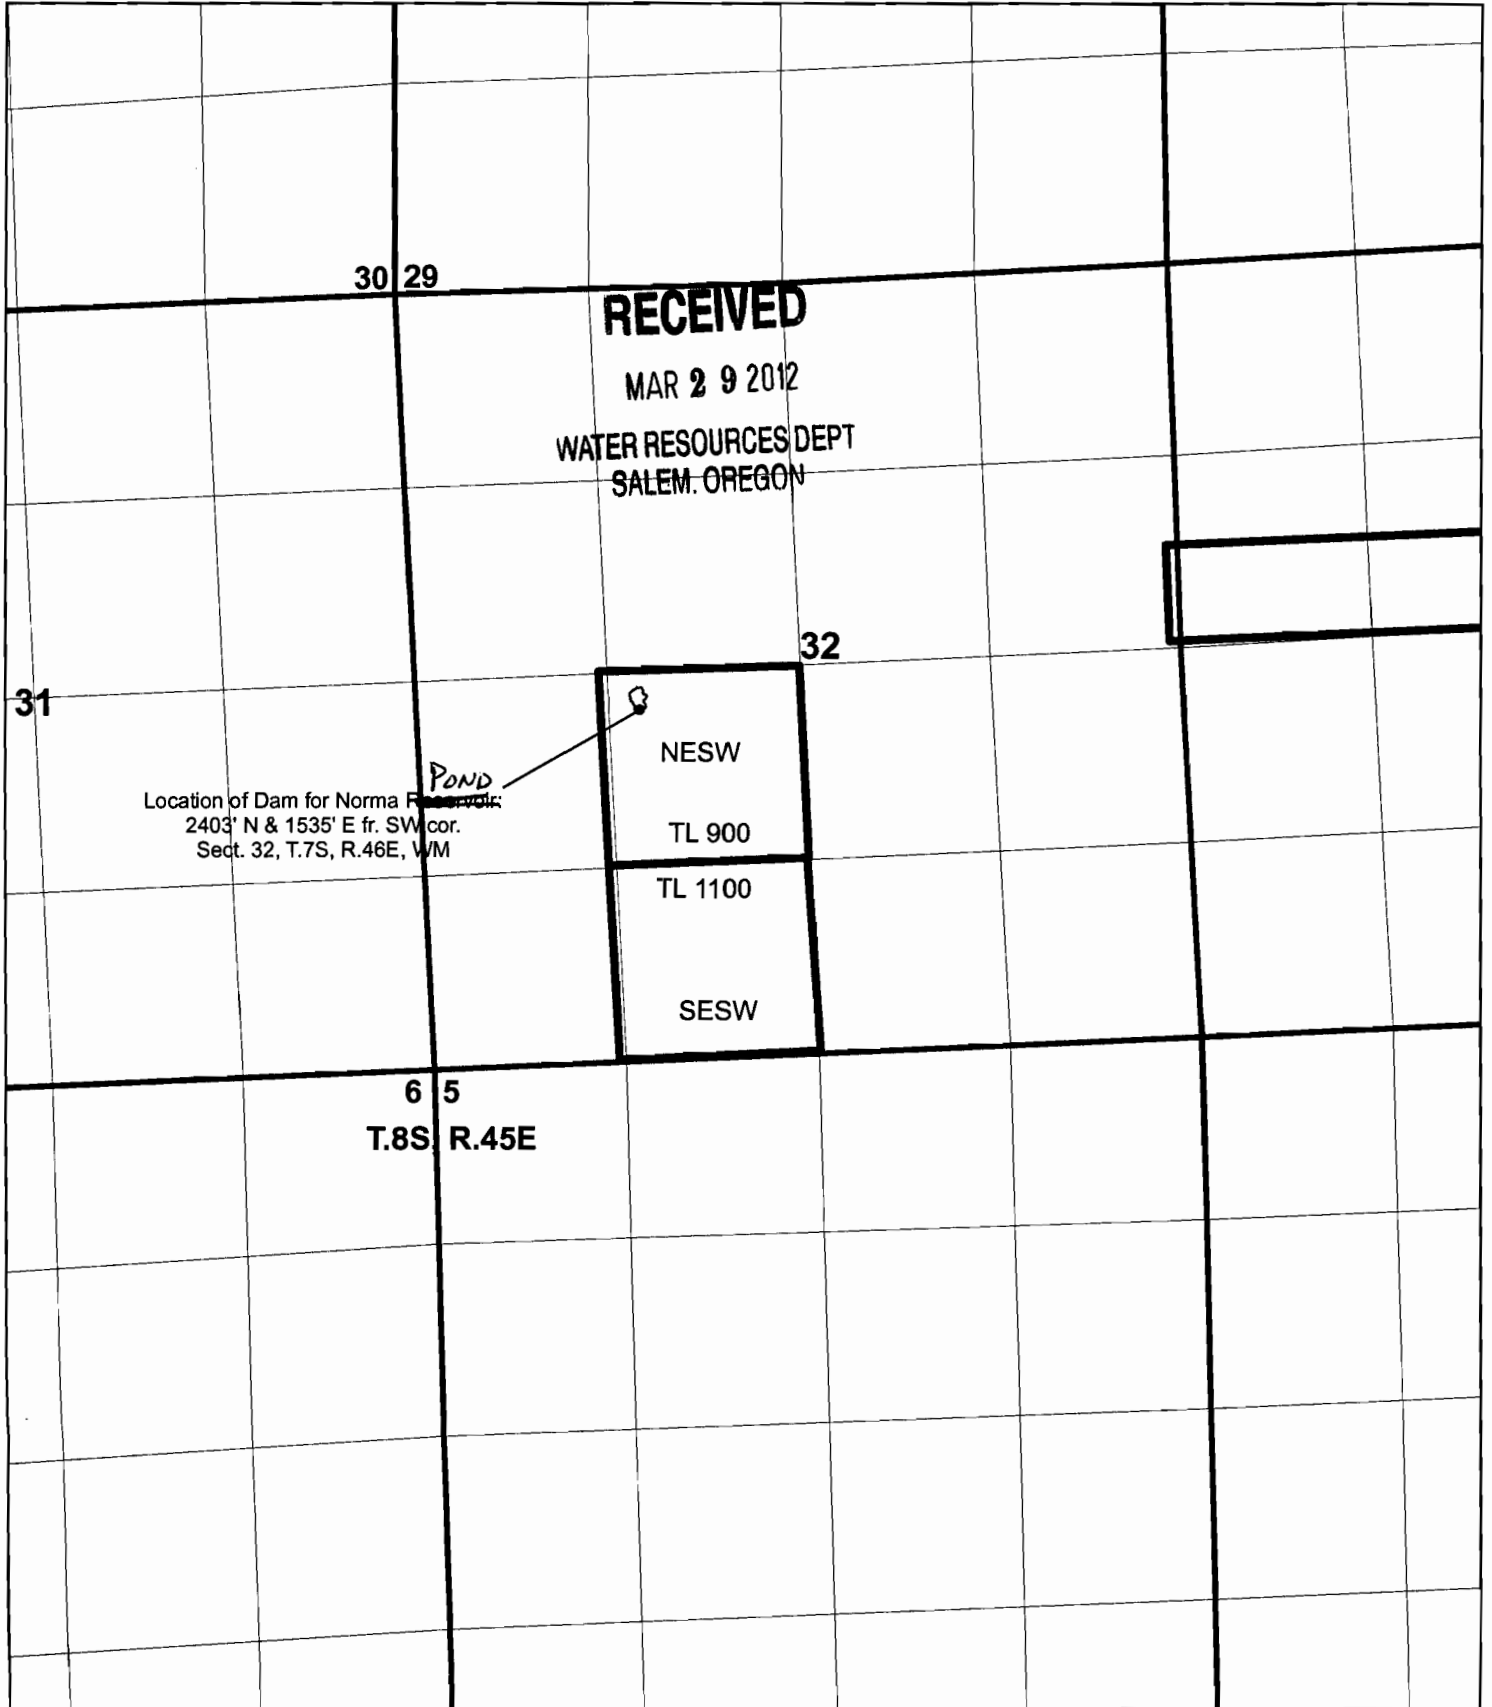 30 29
RECEIVED
MAR 2 9 2012
WATER RESOURCES DEPT
SALEM. OREGON
32
31
NESW
POND
Location of Dam for Norma Reservoir:
2403' N & 1535' E fr. SW cor.
Sect. 32, T.7S, R.46E, WM
TL 900
TL 1100
SESW
6 5
T.8S, R.45E